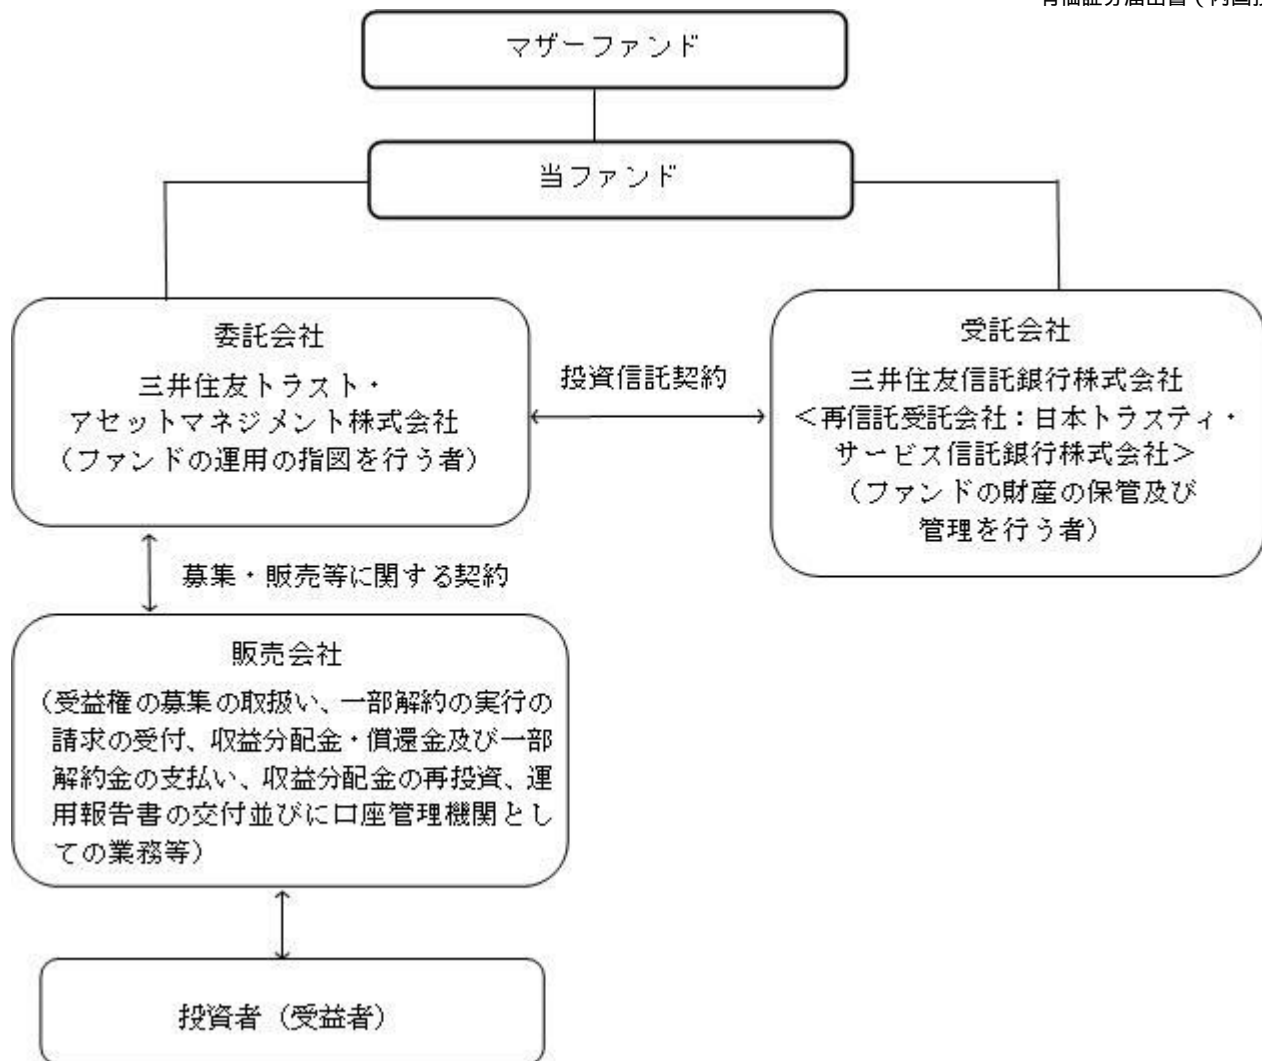 マザーファンド
当ファンド
委託会社
三井住友トラスト・
アセットマネジメント株式会社
（ファンドの運用の指図を行う者）
投資信託契約
受託会社
三井住友信託銀行株式会社
＜再信託受託会社：日本トラスティ・
サービス信託銀行株式会社＞
（ファンドの財産の保管及び
管理を行う者）
募集・販売等に関する契約
販売会社
（受益権の募集の取扱い、一部解約の実行の
請求の受付、収益分配金・償還金及び一部
解約金の支払い、収益分配金の再投資、運
用報告書の交付並びに口座管理機関とし
ての業務等）
投資者（受益者）